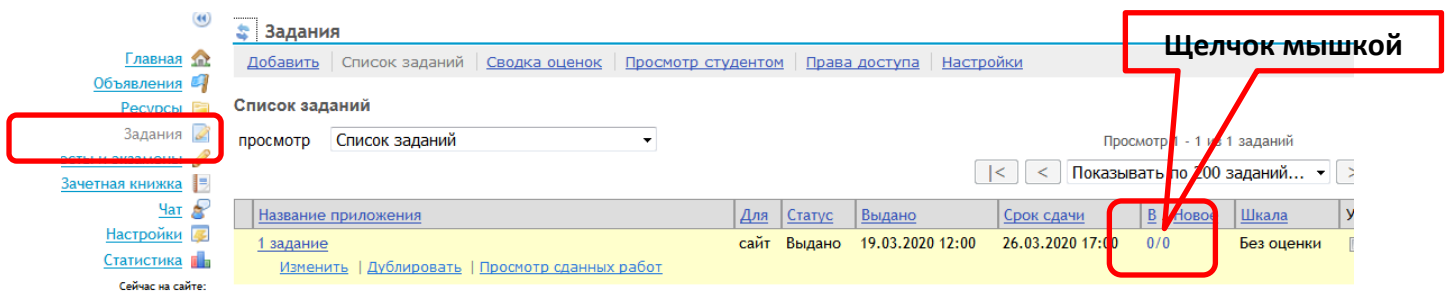 Задания
Щелчок мышкой
Главная
Объявления
Ресурсы
Задания
Зачетная книжка
Чат
Настройки
Статистика
Сейчас на сайте:
Добавить | Список заданий | Сводка оценок | Просмотр студентом | Права доступа | Настройки
Список заданий
просмотр Список заданий
Просмотр 1 - 1 из 1 заданий
|< < Показывать по 200 заданий... >
Название приложения Для Статус Выдано Срок сдачи В Новое Шкала У
1 задание сайт Выдано 19.03.2020 12:00 26.03.2020 17:00 0/0 Без оценки
Изменить | Дублировать | Просмотр сданных работ